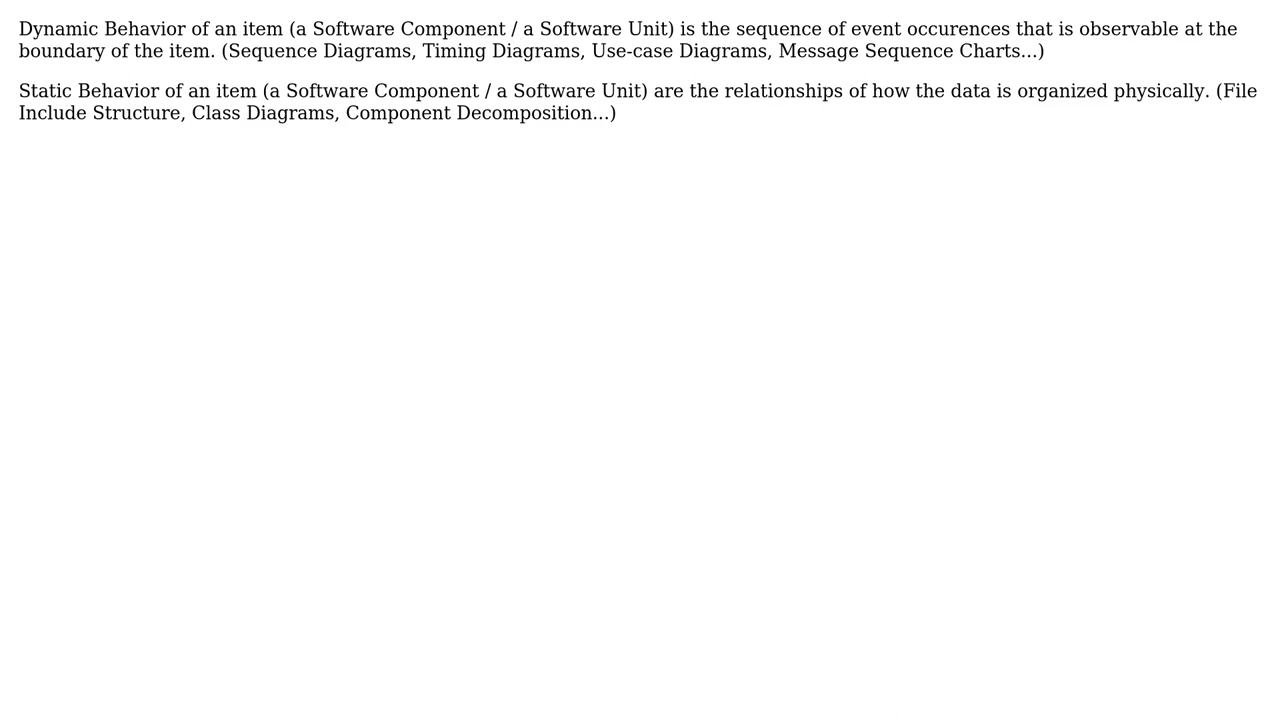 Dynamic Behavior of an item (a Software Component / a Software Unit) is the sequence of event occurences that is observable at the
boundary of the item. (Sequence Diagrams, Timing Diagrams, Use-case Diagrams, Message Sequence Charts...)
Static Behavior of an item (a Software Component / a Software Unit) are the relationships of how the data is organized physically. (File
Include Structure, Class Diagrams, Component Decomposition...)